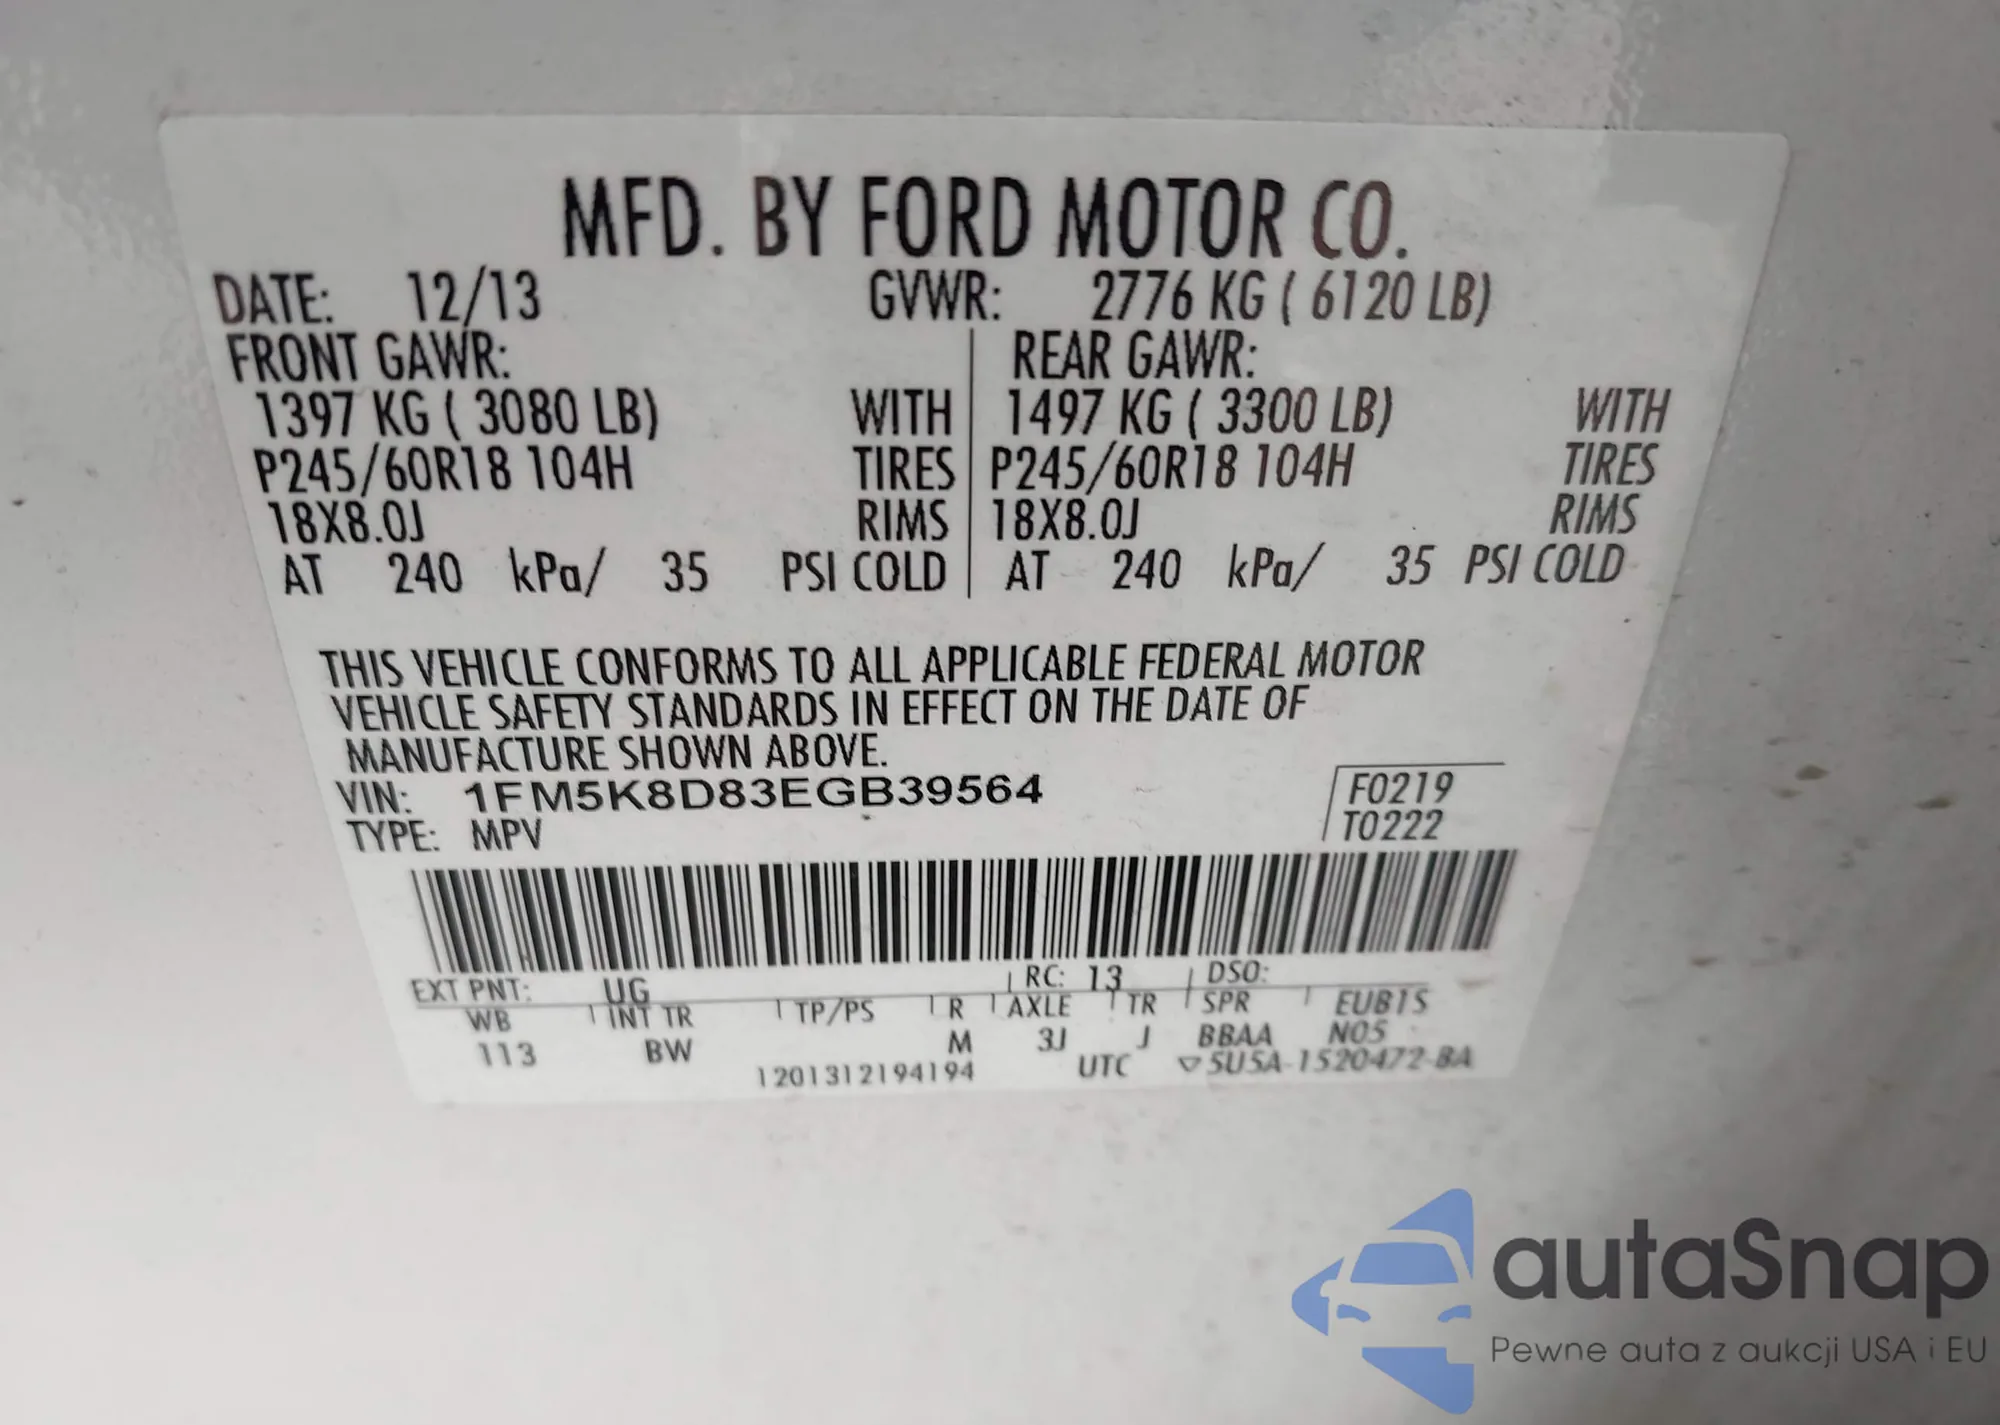 MFD. BY FORD MOTOR CO.
DATE: 12/13 GVWR: 2776 KG ( 6120 LB)
FRONT GAWR: REAR GAWR:
1397 KG ( 3080 LB) WITH 1497 KG ( 3300 LB) WITH
P245/60R18 104H TIRES P245/60R18 104H TIRES
18X8.0J RIMS 18X8.0J RIMS
AT 240 kPa/ 35 PSI COLD AT 240 kPa/ 35 PSI COLD
THIS VEHICLE CONFORMS TO ALL APPLICABLE FEDERAL MOTOR
VEHICLE SAFETY STANDARDS IN EFFECT ON THE DATE OF
MANUFACTURE SHOWN ABOVE.
VIN: 1FM5K8D83EGB39564 F0219
TYPE: MPV T0222
EXT PNT: UG RC: 13 DSO:
WB INT TR TP/PS R AXLE TR SPR EUB1S
113 BW M 3J J BBAA N05
1201312194194 UTC ▽5U5A-1520472-BA
autaSnap
Pewne auta z aukcji USA i EU